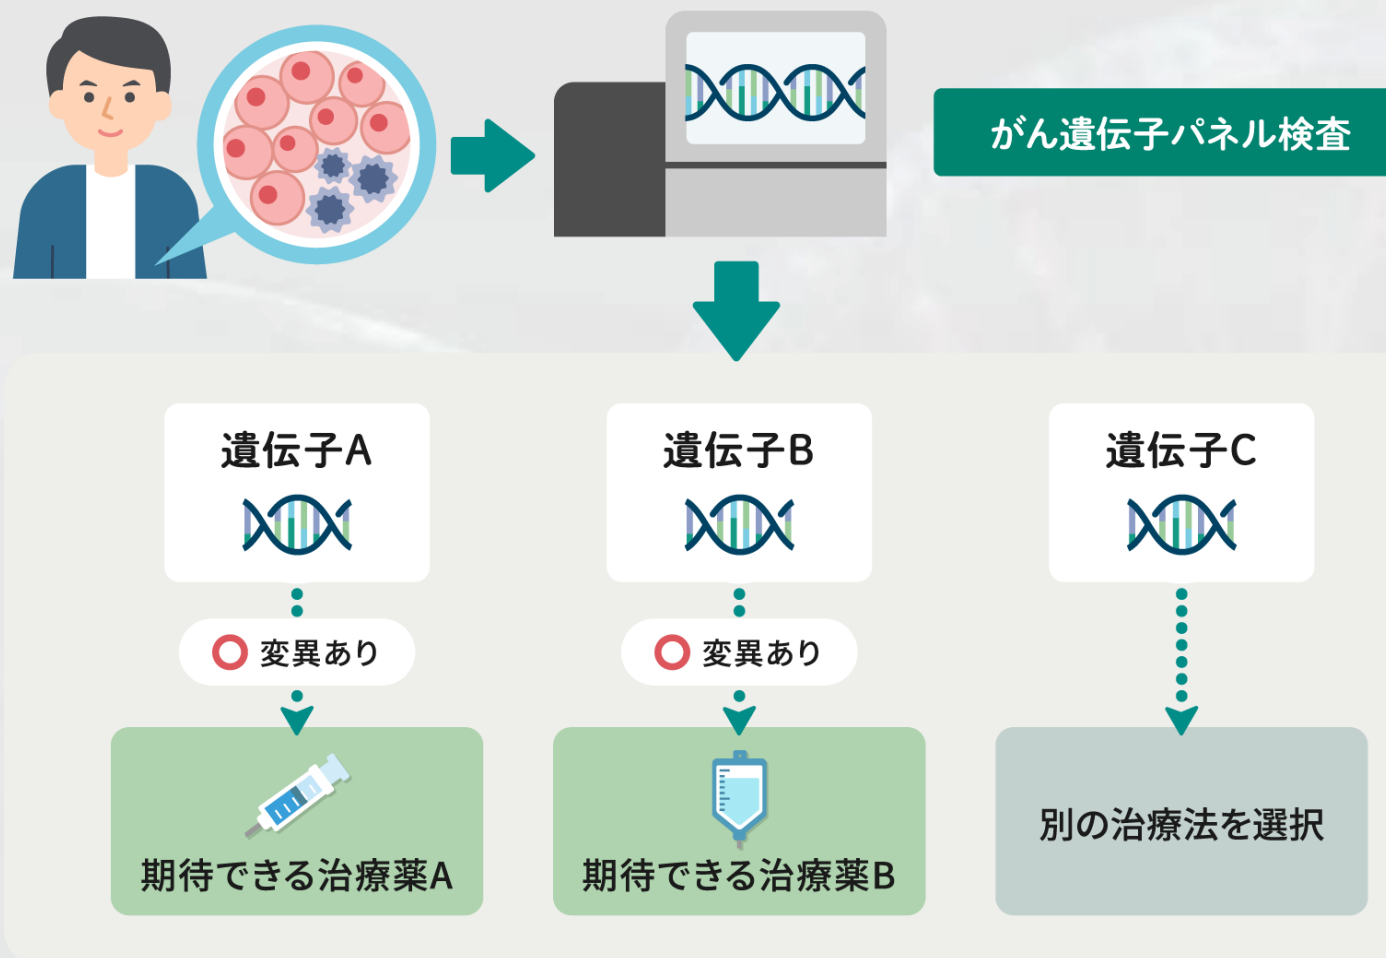 がん遺伝子パネル検査
遺伝子A
遺伝子B
遺伝子C
変異あり
変異あり
期待できる治療薬A
期待できる治療薬B
別の治療法を選択